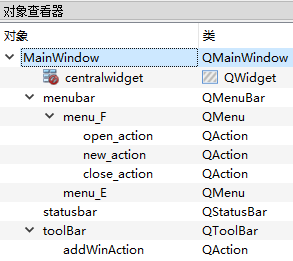 对象查看器
对象 类
MainWindow QMainWindow
centralwidget QWidget
menubar QMenuBar
menu_F QMenu
open_action QAction
new_action QAction
close_action QAction
menu_E QMenu
statusbar QStatusBar
toolBar QToolBar
addWinAction QAction